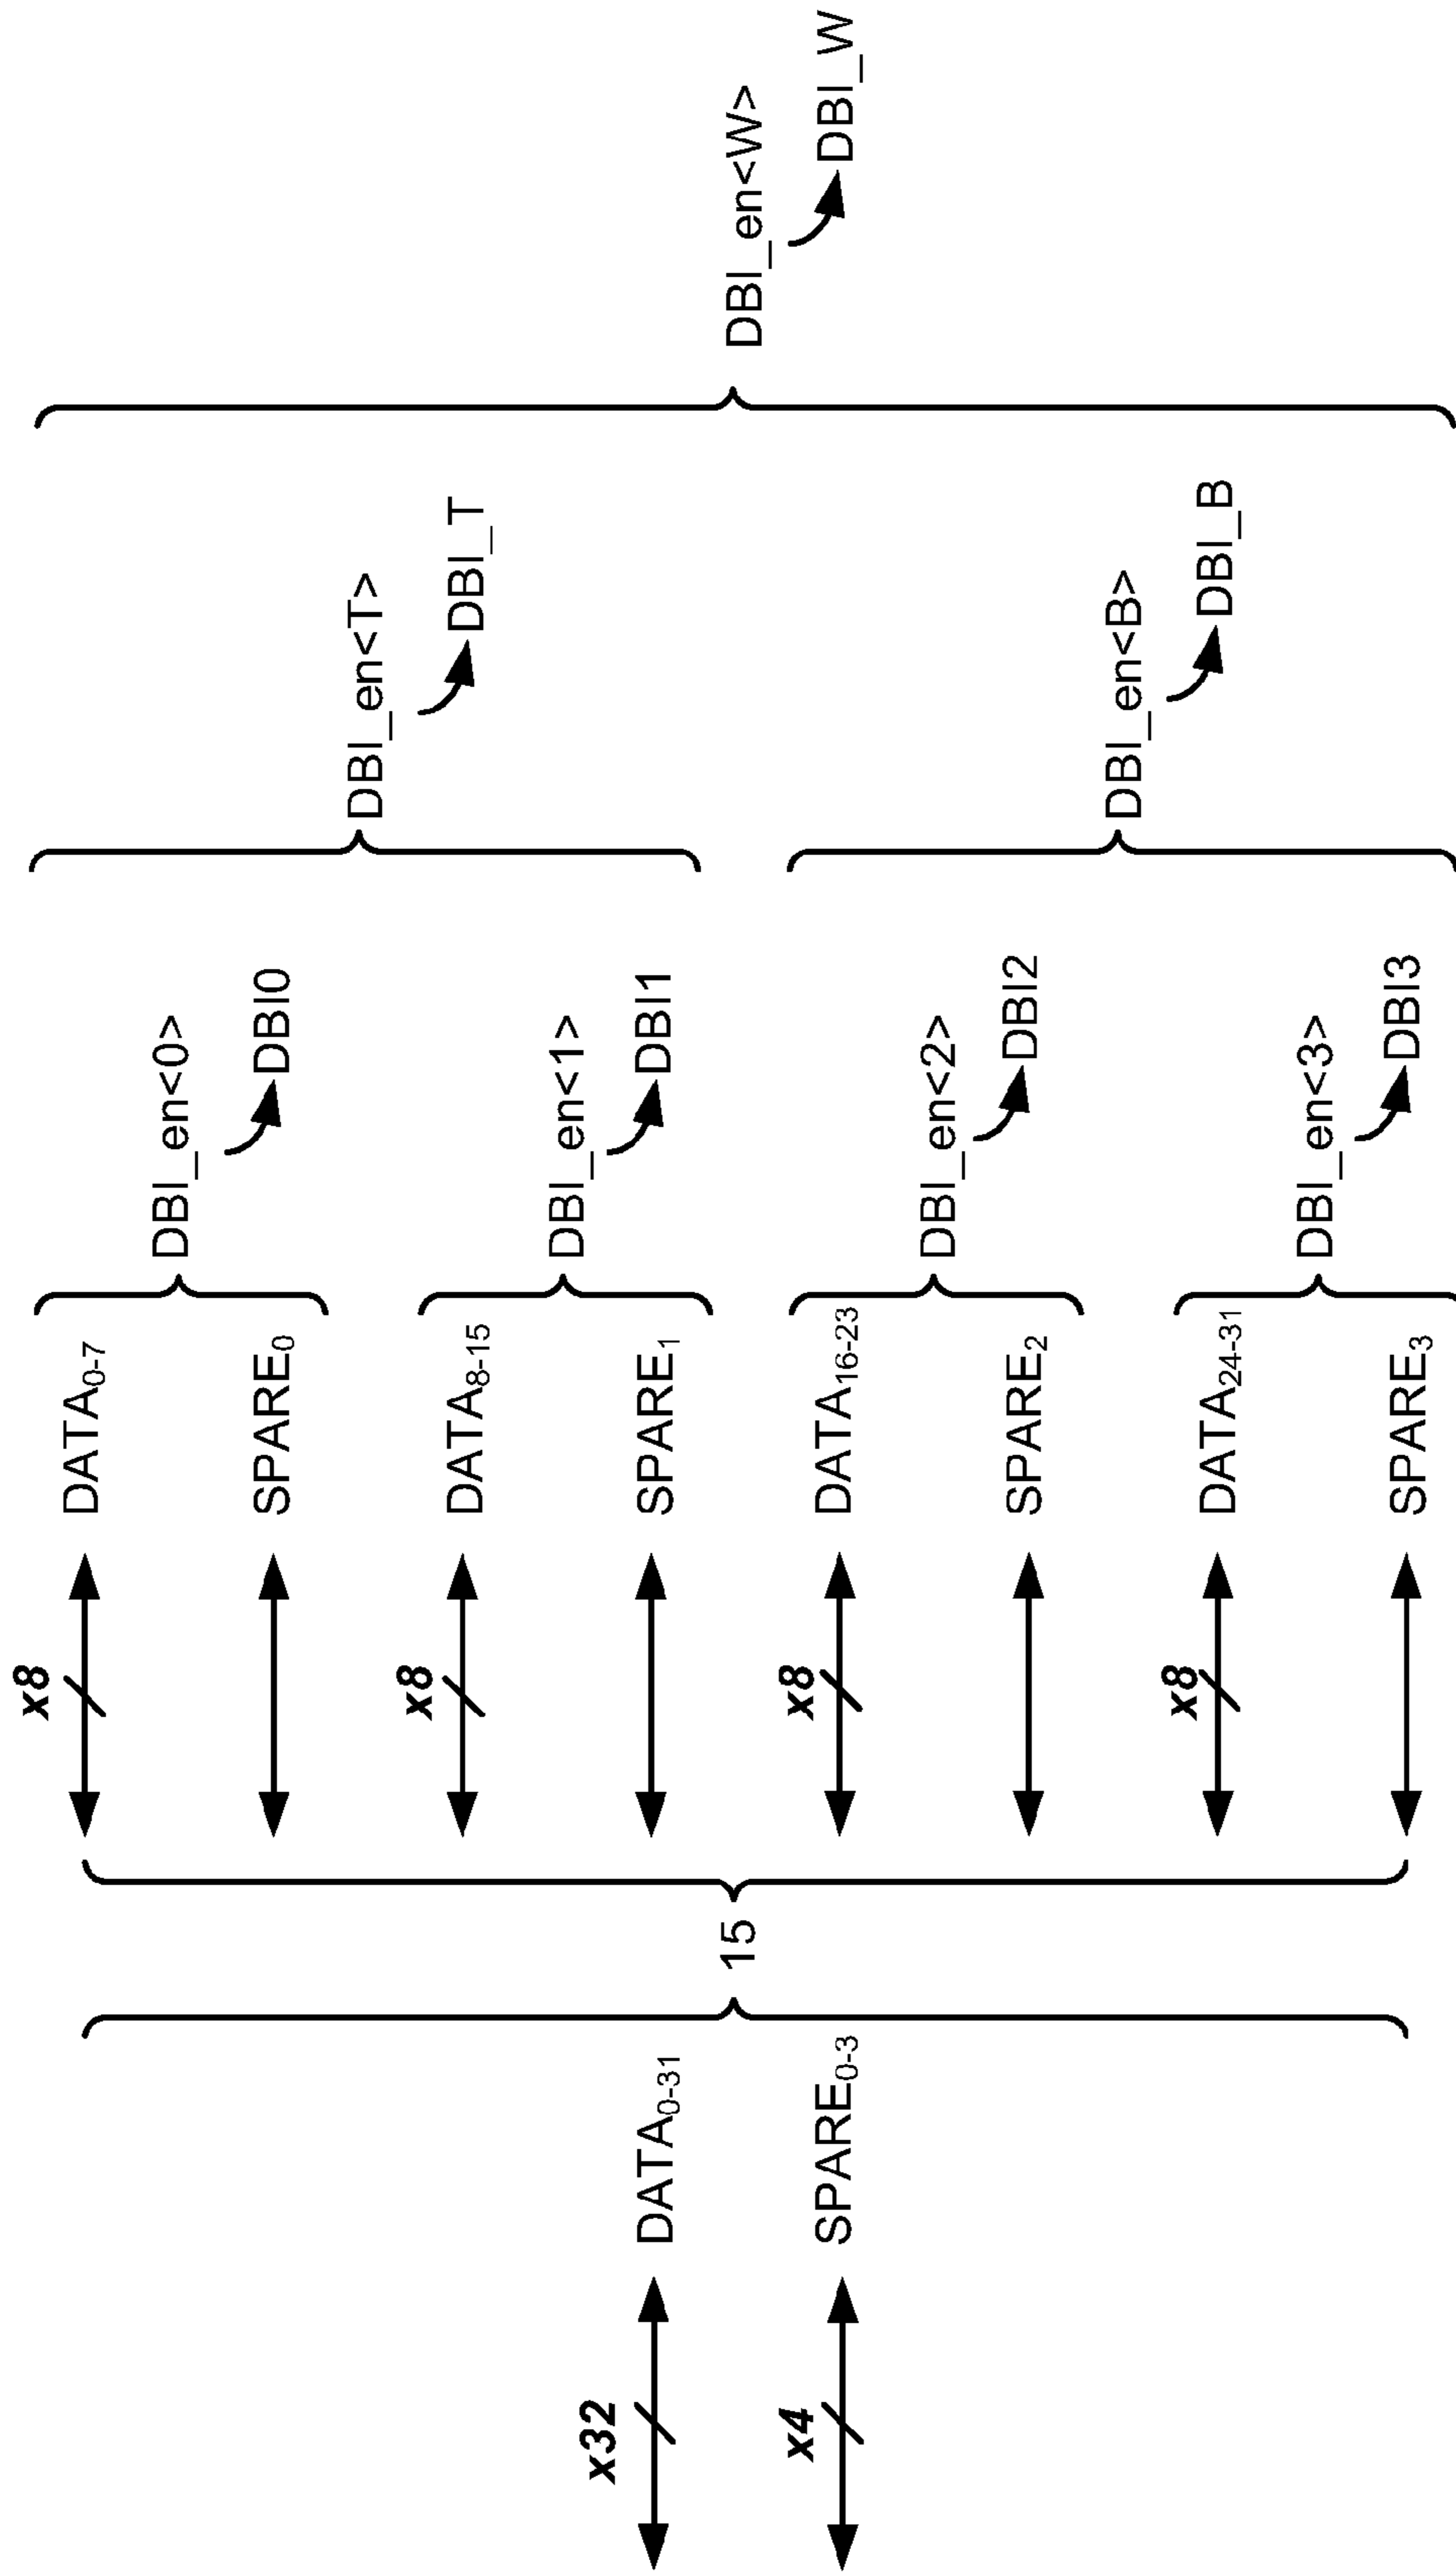 x32
DATA0-31
x4
SPARE0-3
15
x8
DATA0-7
SPARE0
DBI_en<0>
DBI0
x8
DATA8-15
SPARE1
DBI_en<1>
DBI1
x8
DATA16-23
SPARE2
DBI_en<2>
DBI2
x8
DATA24-31
SPARE3
DBI_en<3>
DBI3
DBI_en<T>
DBI_T
DBI_en<B>
DBI_B
DBI_en<W>
DBI_W